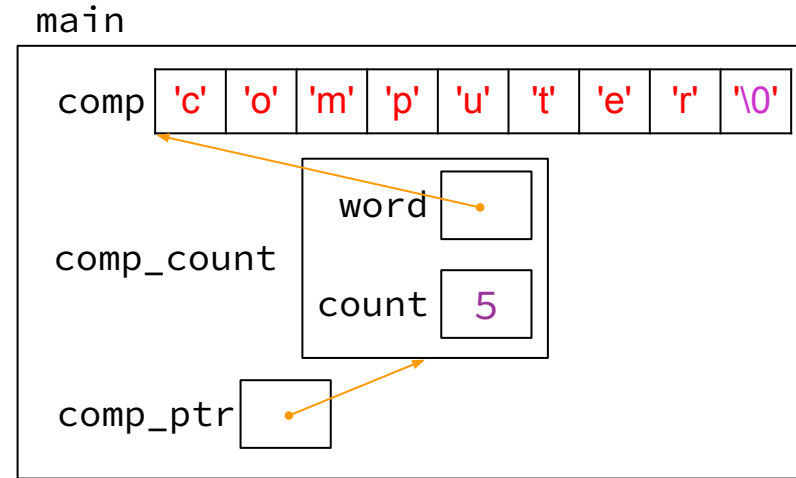 main
comp 'c' 'o' 'm' 'p' 'u' 't' 'e' 'r' '\0'
word
comp_count
count 5
comp_ptr